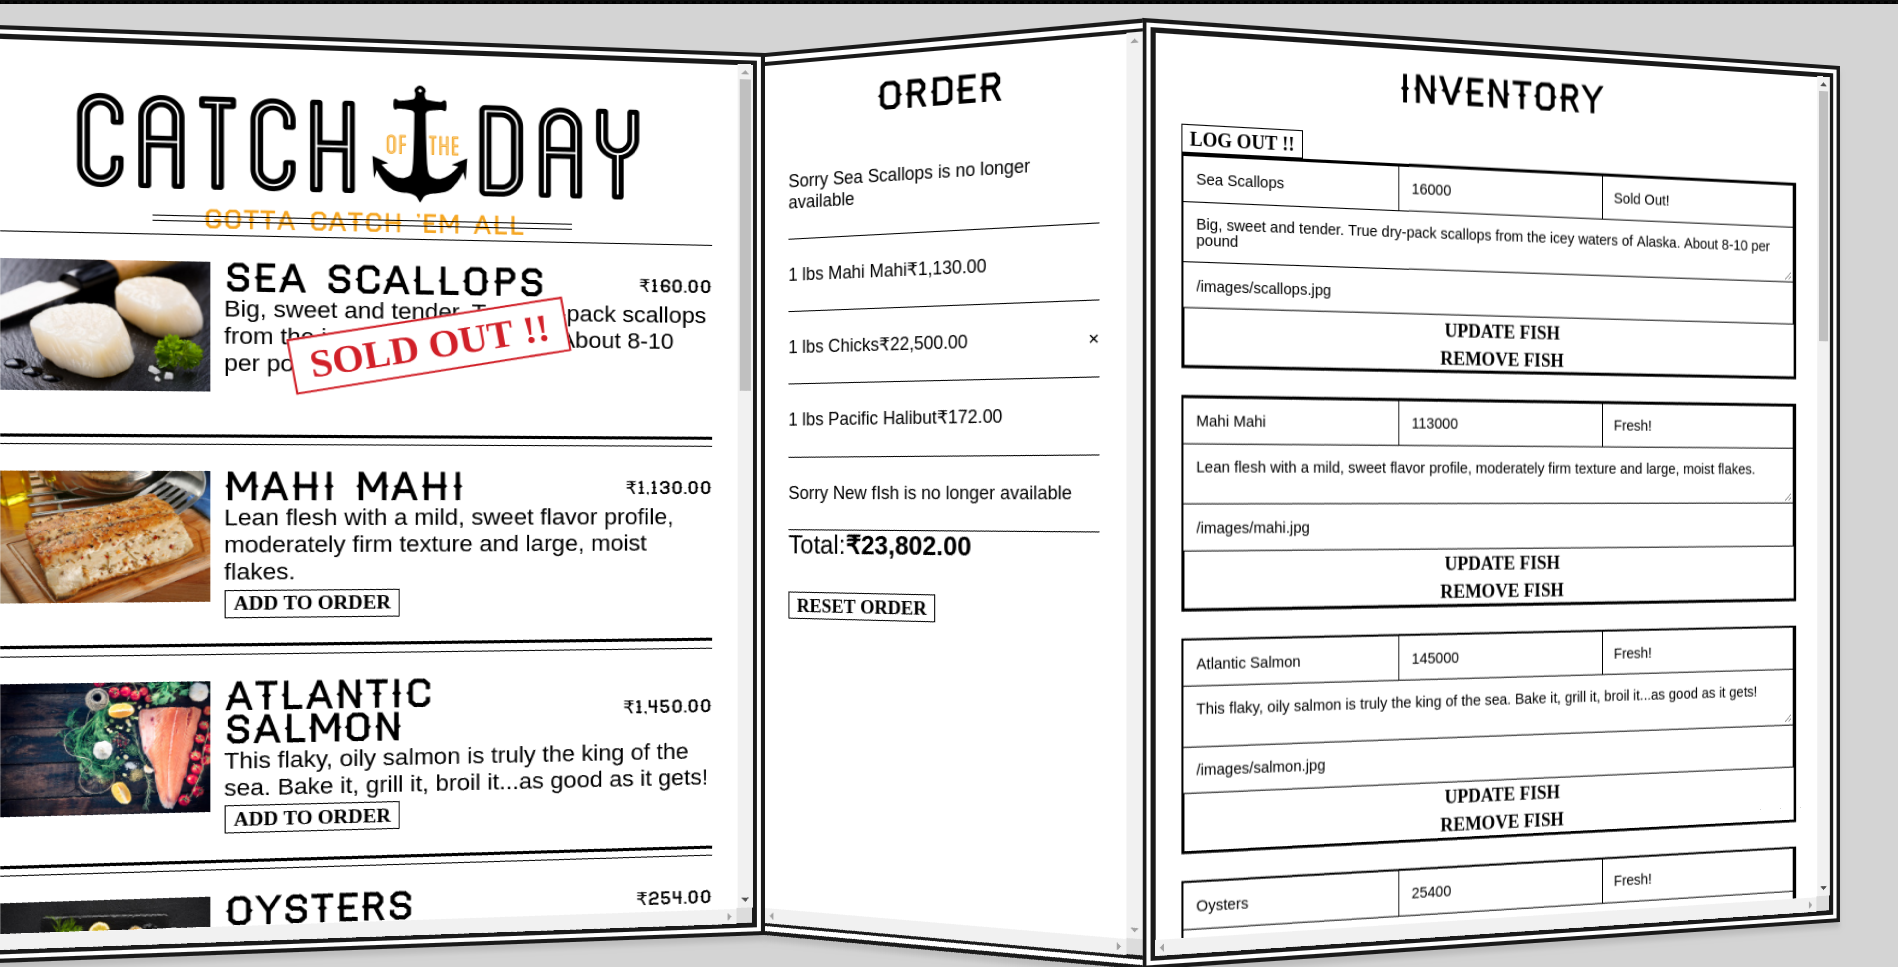 CATCH OF THE DAY
GOTTA CATCH 'EM ALL
SEA SCALLOPS
₹160.00
Big, sweet and tender. pack scallops
from the About 8-10
per
SOLD OUT !!
MAHI MAHI
₹1,130.00
Lean flesh with a mild, sweet flavor profile,
moderately firm texture and large, moist
flakes.
ADD TO ORDER
ATLANTIC
SALMON
₹1,450.00
This flaky, oily salmon is truly the king of the
sea. Bake it, grill it, broil it...as good as it gets!
ADD TO ORDER
OYSTERS
₹254.00
ORDER
Sorry Sea Scallops is no longer
available
1 lbs Mahi Mahi₹1,130.00
1 lbs Chicks₹22,500.00 ×
1 lbs Pacific Halibut₹172.00
Sorry New fIsh is no longer available
Total:₹23,802.00
RESET ORDER
INVENTORY
LOG OUT !!
Sea Scallops 16000 Sold Out!
Big, sweet and tender. True dry-pack scallops from the icey waters of Alaska. About 8-10 per
pound
/images/scallops.jpg
UPDATE FISH
REMOVE FISH
Mahi Mahi 113000 Fresh!
Lean flesh with a mild, sweet flavor profile, moderately firm texture and large, moist flakes.
/images/mahi.jpg
UPDATE FISH
REMOVE FISH
Atlantic Salmon 145000 Fresh!
This flaky, oily salmon is truly the king of the sea. Bake it, grill it, broil it...as good as it gets!
/images/salmon.jpg
UPDATE FISH
REMOVE FISH
Oysters 25400 Fresh!